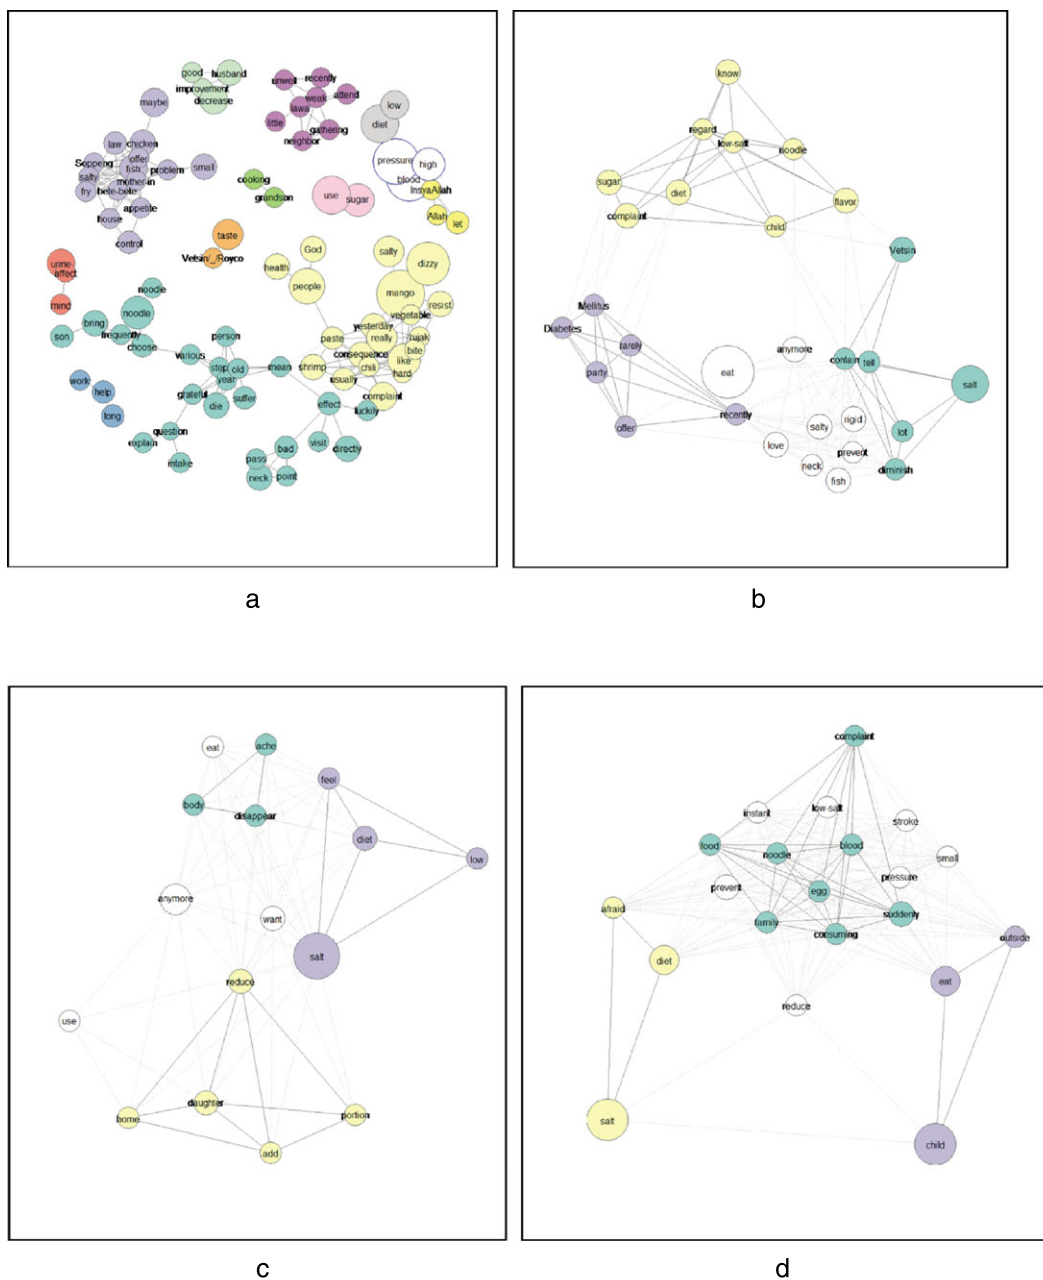 good
husband
improvement
decrease
maybe
unwell
recently
weak
attend
lawa
little
gathering
neighbor
low
diet
pressure
high
blood
InsyaAllah
Allah
let
law
chicken
offer
Soppeng
fish
problem
small
salty
mother-in
fry
bete-bete
appetite
house
control
cooking
grandson
use
sugar
taste
Vetsin/_/Royco
urine
affect
mind
God
health
people
salty
dizzy
mango
resist
vegetable
yesterday
paste
really
rujak
consequence
bite
like
shrimp
chili
hard
usually
complaint
noodle
noodle
son
bring
frequently
choose
person
various
step
old
year
mean
grateful
die
suffer
effect
luckily
work
help
long
question
explain
intake
visit
directly
bad
pass
neck
point
a
know
regard
low-salt
noodle
sugar
diet
flavor
complaint
child
Vetsin
Mellitus
Diabetes
rarely
anymore
party
eat
contain
tell
salt
recently
offer
salty
rigid
lot
love
prevent
neck
diminish
fish
b
eat
ache
feel
body
disappear
diet
low
anymore
want
salt
reduce
use
daughter
home
portion
add
c
complaint
instant
low-salt
stroke
food
noodle
blood
small
prevent
egg
pressure
afraid
family
consuming
suddenly
outside
diet
eat
reduce
salt
child
d